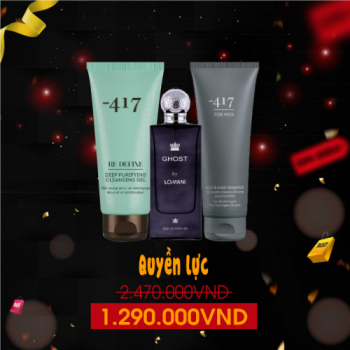 -417
RE DEFINE
DEEP PURIFYING
CLEANSING GEL
GHOST
by
LOMANI
-417
FOR MEN
Quyền lực
2.470.000VND
1.290.000VND